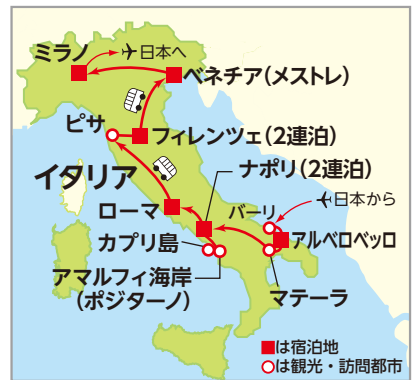 ミラノ
日本へ
ベネチア(メストレ)
ピサ
フィレンツェ(2連泊)
イタリア
ナポリ(2連泊)
ローマ
バーリ
日本から
カプリ島
アルベロベッロ
アマルフィ海岸
(ポジターノ)
マテーラ
は宿泊地
は観光・訪問都市